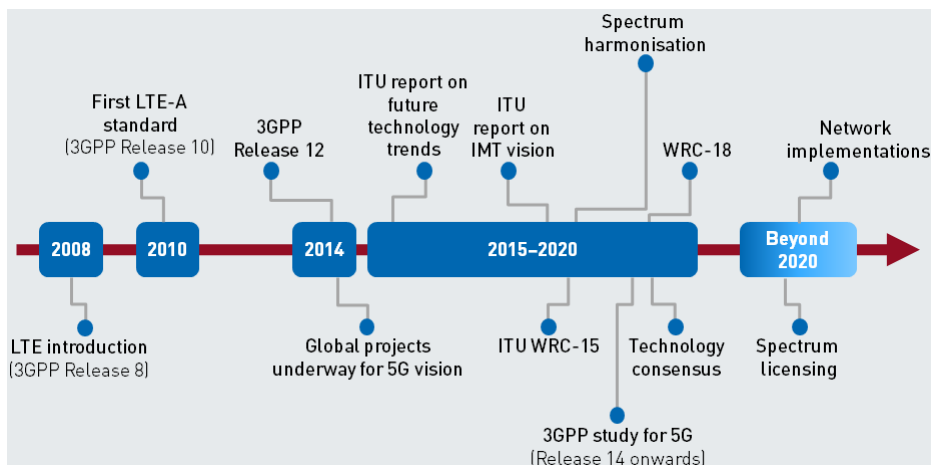 Spectrum
harmonisation
First LTE-A
standard
(3GPP Release 10)
3GPP
Release 12
ITU report on
future
technology
trends
ITU
report on
IMT vision
WRC-18
Network
implementations
2008
2010
2014
2015–2020
Beyond
2020
LTE introduction
(3GPP Release 8)
Global projects
underway for 5G vision
ITU WRC-15
Technology
consensus
Spectrum
licensing
3GPP study for 5G
(Release 14 onwards)